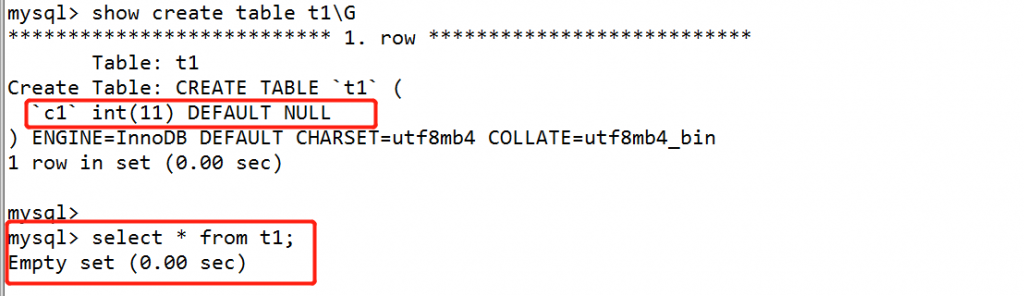 mysql> show create table t1\G
*************************** 1. row ***************************
Table: t1
Create Table: CREATE TABLE `t1` (
`c1` int(11) DEFAULT NULL
) ENGINE=InnoDB DEFAULT CHARSET=utf8mb4 COLLATE=utf8mb4_bin
1 row in set (0.00 sec)
mysql>
mysql> select * from t1;
Empty set (0.00 sec)